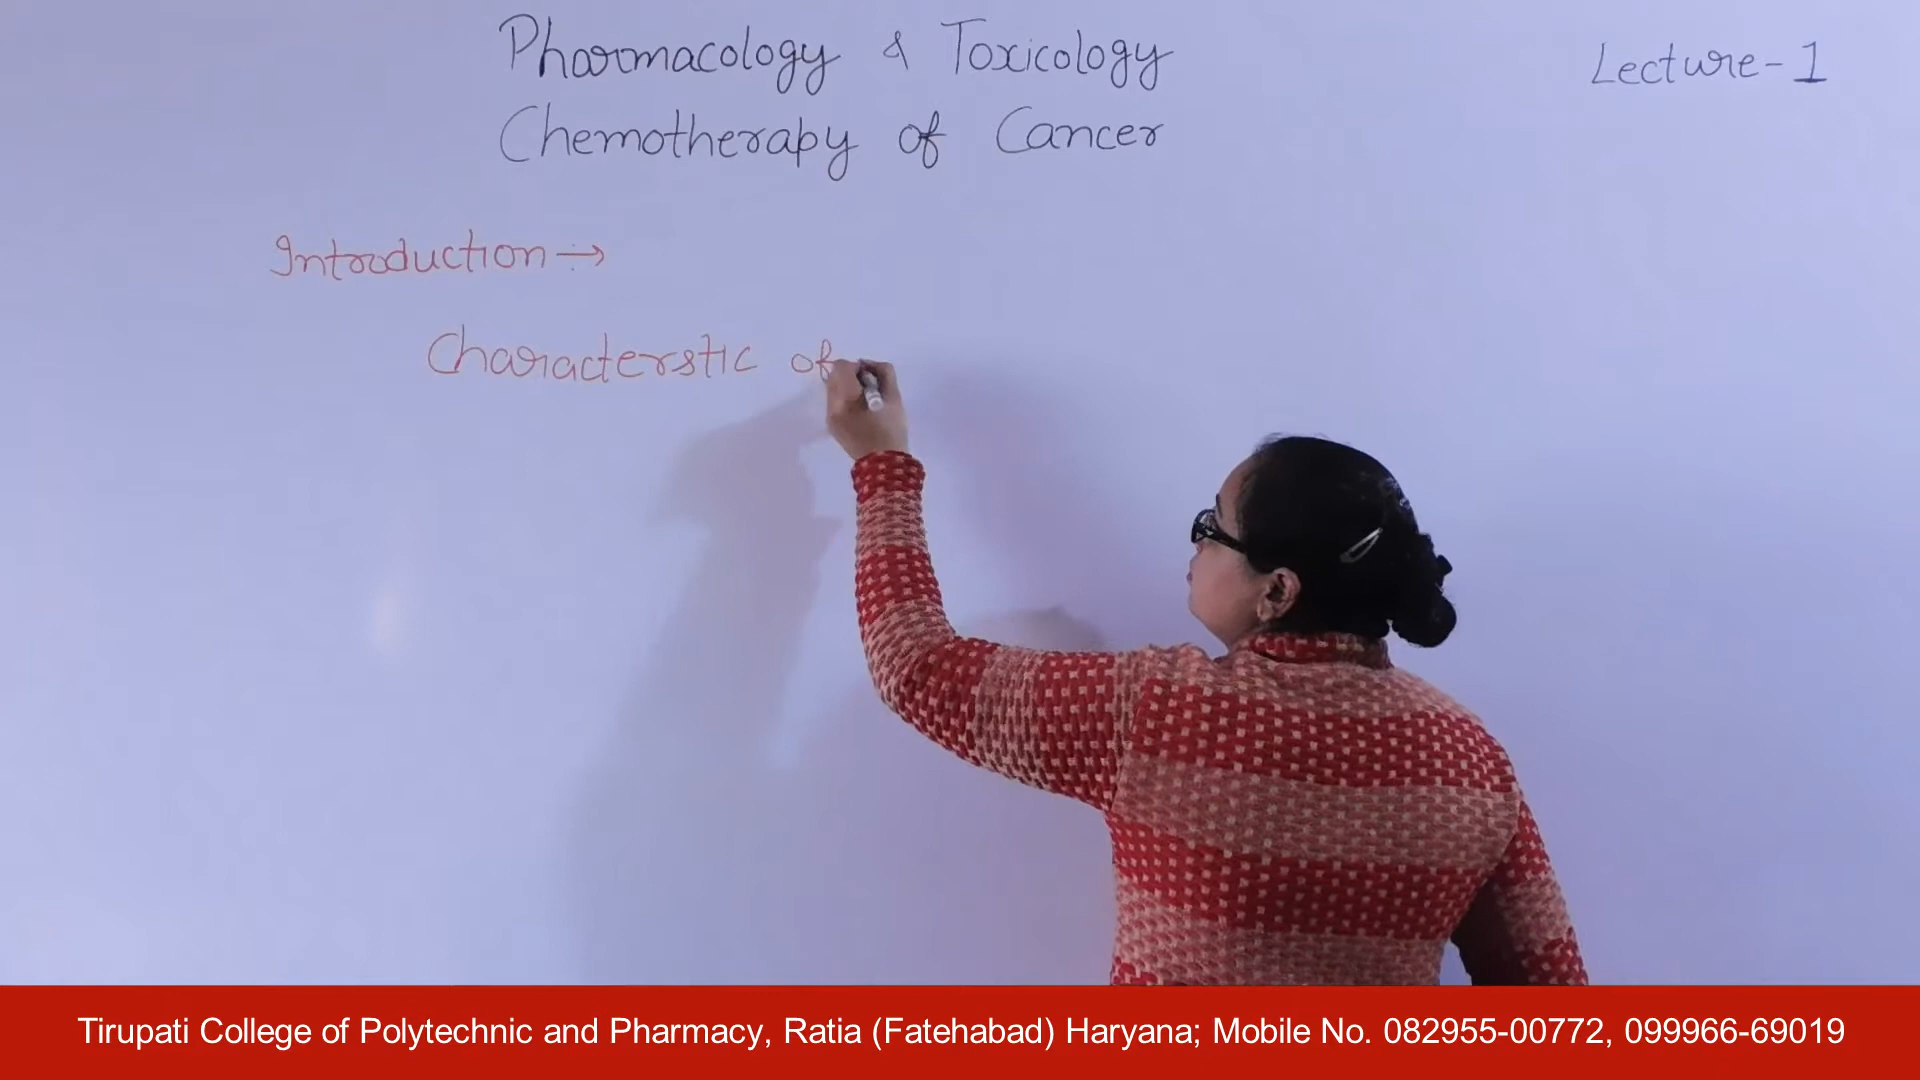 Pharmacology & Toxicology
Lecture-1
Chemotherapy of Cancer
Introduction →
Characterstic of
Tirupati College of Polytechnic and Pharmacy, Ratia (Fatehabad) Haryana; Mobile No. 082955-00772, 099966-69019